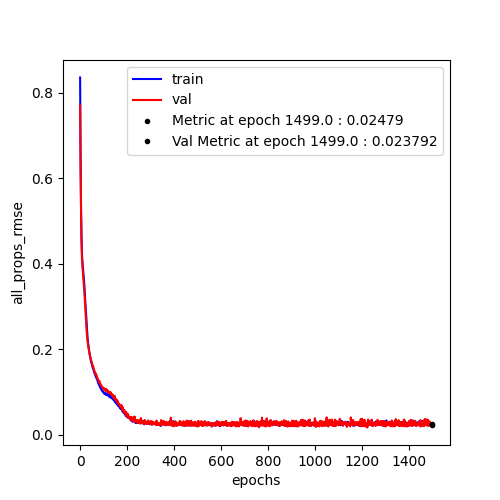 train
val
Metric at epoch 1499.0 : 0.02479
Val Metric at epoch 1499.0 : 0.023792
0.8
0.6
0.4
0.2
0.0
all_props_rmse
0 200 400 600 800 1000 1200 1400
epochs